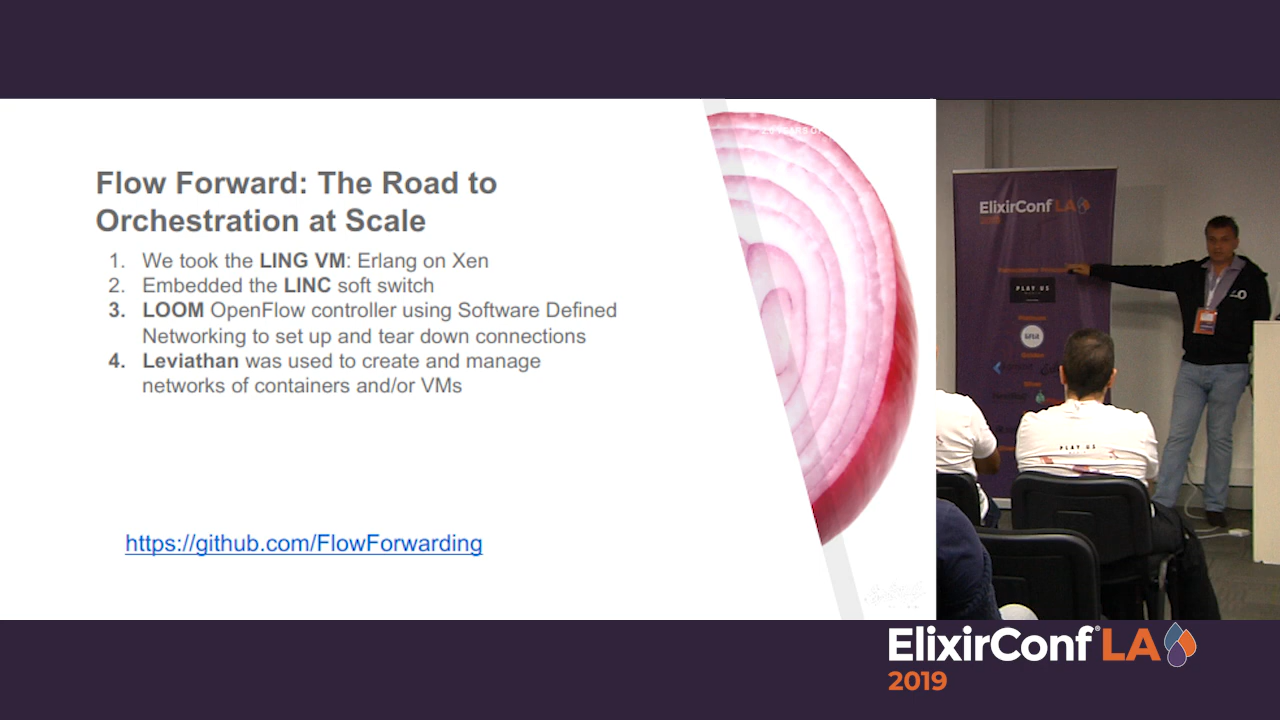 Flow Forward: The Road to
Orchestration at Scale
1. We took the LING VM: Erlang on Xen
2. Embedded the LINC soft switch
3. LOOM OpenFlow controller using Software Defined
Networking to set up and tear down connections
4. Leviathan was used to create and manage
networks of containers and/or VMs
https://github.com/FlowForwarding
ElixirConf LA
PLAY US
PLAY US
ElixirConf® LA
2019